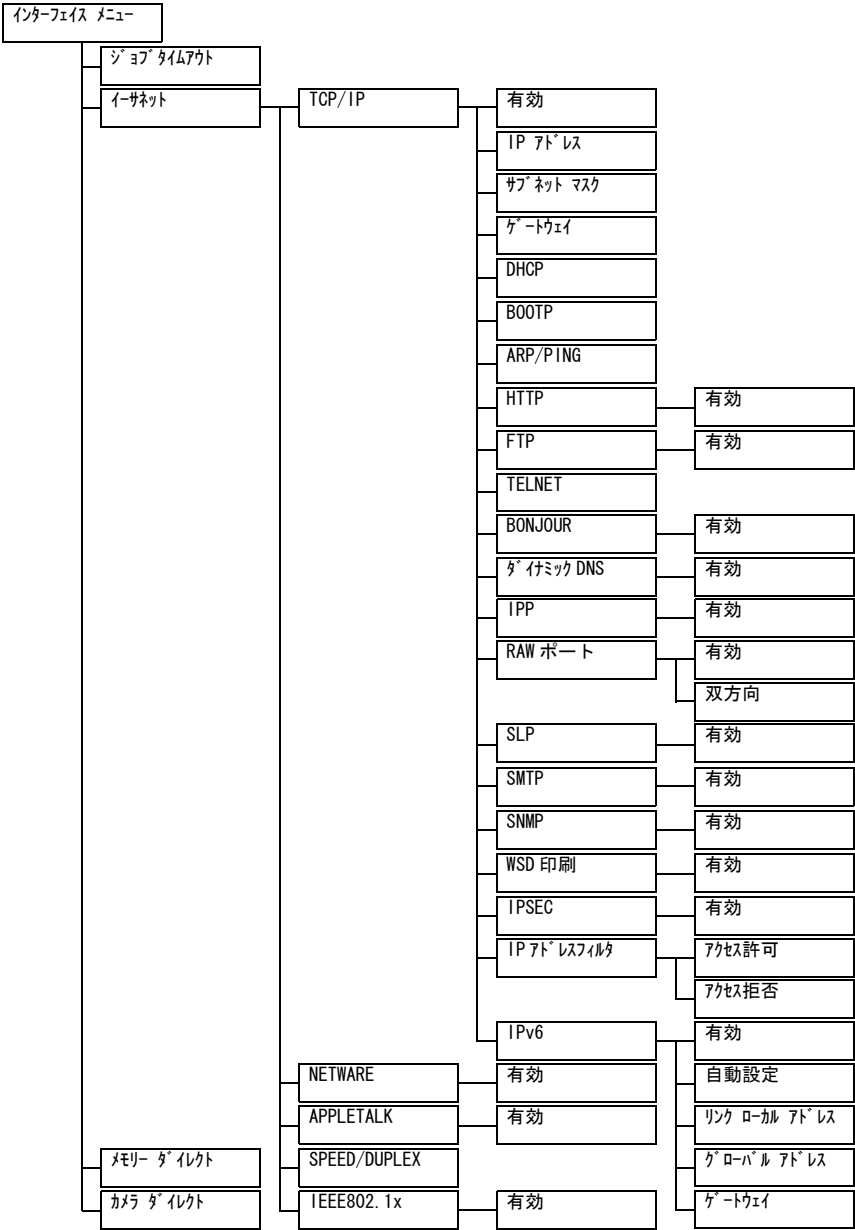 ｲﾝﾀｰﾌｪｲｽ ﾒﾆｭｰ
ｼﾞｮﾌﾞﾀｲﾑｱｳﾄ
ｲｰｻﾈｯﾄ
TCP/IP
有効
IP ｱﾄﾞﾚｽ
ｻﾌﾞﾈｯﾄ ﾏｽｸ
ｹﾞｰﾄｳｪｲ
DHCP
BOOTP
ARP/PING
HTTP
有効
FTP
有効
TELNET
BONJOUR
有効
ﾀﾞｲﾅﾐｯｸ DNS
有効
IPP
有効
RAW ポート
有効
双方向
SLP
有効
SMTP
有効
SNMP
有効
WSD 印刷
有効
IPSEC
有効
IP ｱﾄﾞﾚｽﾌｨﾙﾀ
ｱｸｾｽ許可
ｱｸｾｽ拒否
IPv6
有効
自動設定
ﾘﾝｸ ﾛｰｶﾙ ｱﾄﾞﾚｽ
ｸﾞﾛｰﾊﾞﾙ ｱﾄﾞﾚｽ
ｹﾞｰﾄｳｪｲ
NETWARE
有効
APPLETALK
有効
SPEED/DUPLEX
IEEE802.1x
有効
ﾒﾓﾘｰ ﾀﾞｲﾚｸﾄ
ｶﾒﾗ ﾀﾞｲﾚｸﾄ